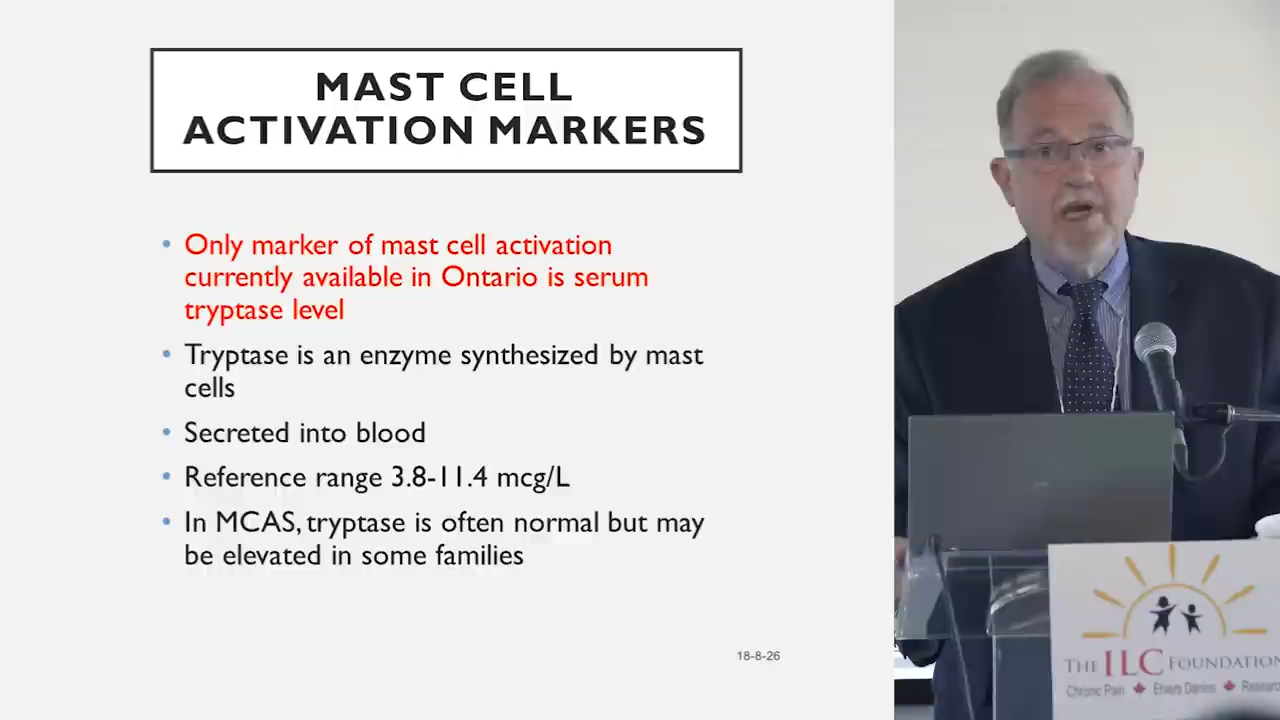 MAST CELL
ACTIVATION MARKERS
• Only marker of mast cell activation
currently available in Ontario is serum
tryptase level
• Tryptase is an enzyme synthesized by mast
cells
• Secreted into blood
• Reference range 3.8-11.4 mcg/L
• In MCAS, tryptase is often normal but may
be elevated in some families
18-8-26
THE ILC FOUNDATION
Chronic Pain Ehlers Danlos